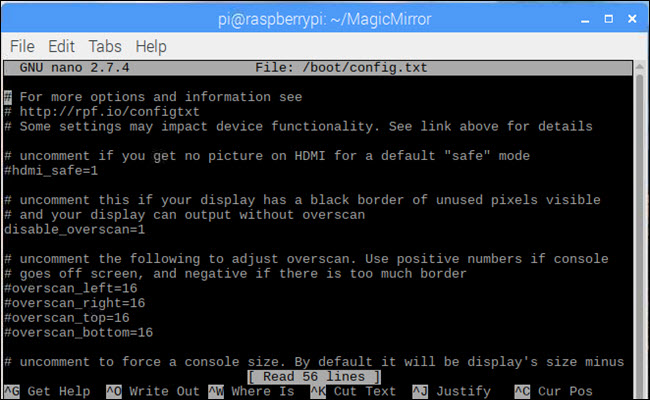 pi@raspberrypi: ~/MagicMirror
File Edit Tabs Help
GNU nano 2.7.4 File: /boot/config.txt
# For more options and information see
# http://rpf.io/configtxt
# Some settings may impact device functionality. See link above for details
# uncomment if you get no picture on HDMI for a default "safe" mode
#hdmi_safe=1
# uncomment this if your display has a black border of unused pixels visible
# and your display can output without overscan
disable_overscan=1
# uncomment the following to adjust overscan. Use positive numbers if console
# goes off screen, and negative if there is too much border
#overscan_left=16
#overscan_right=16
#overscan_top=16
#overscan_bottom=16
# uncomment to force a console size. By default it will be display's size minus
[ Read 56 lines ]
^G Get Help ^O Write Out ^W Where Is ^K Cut Text ^J Justify ^C Cur Pos